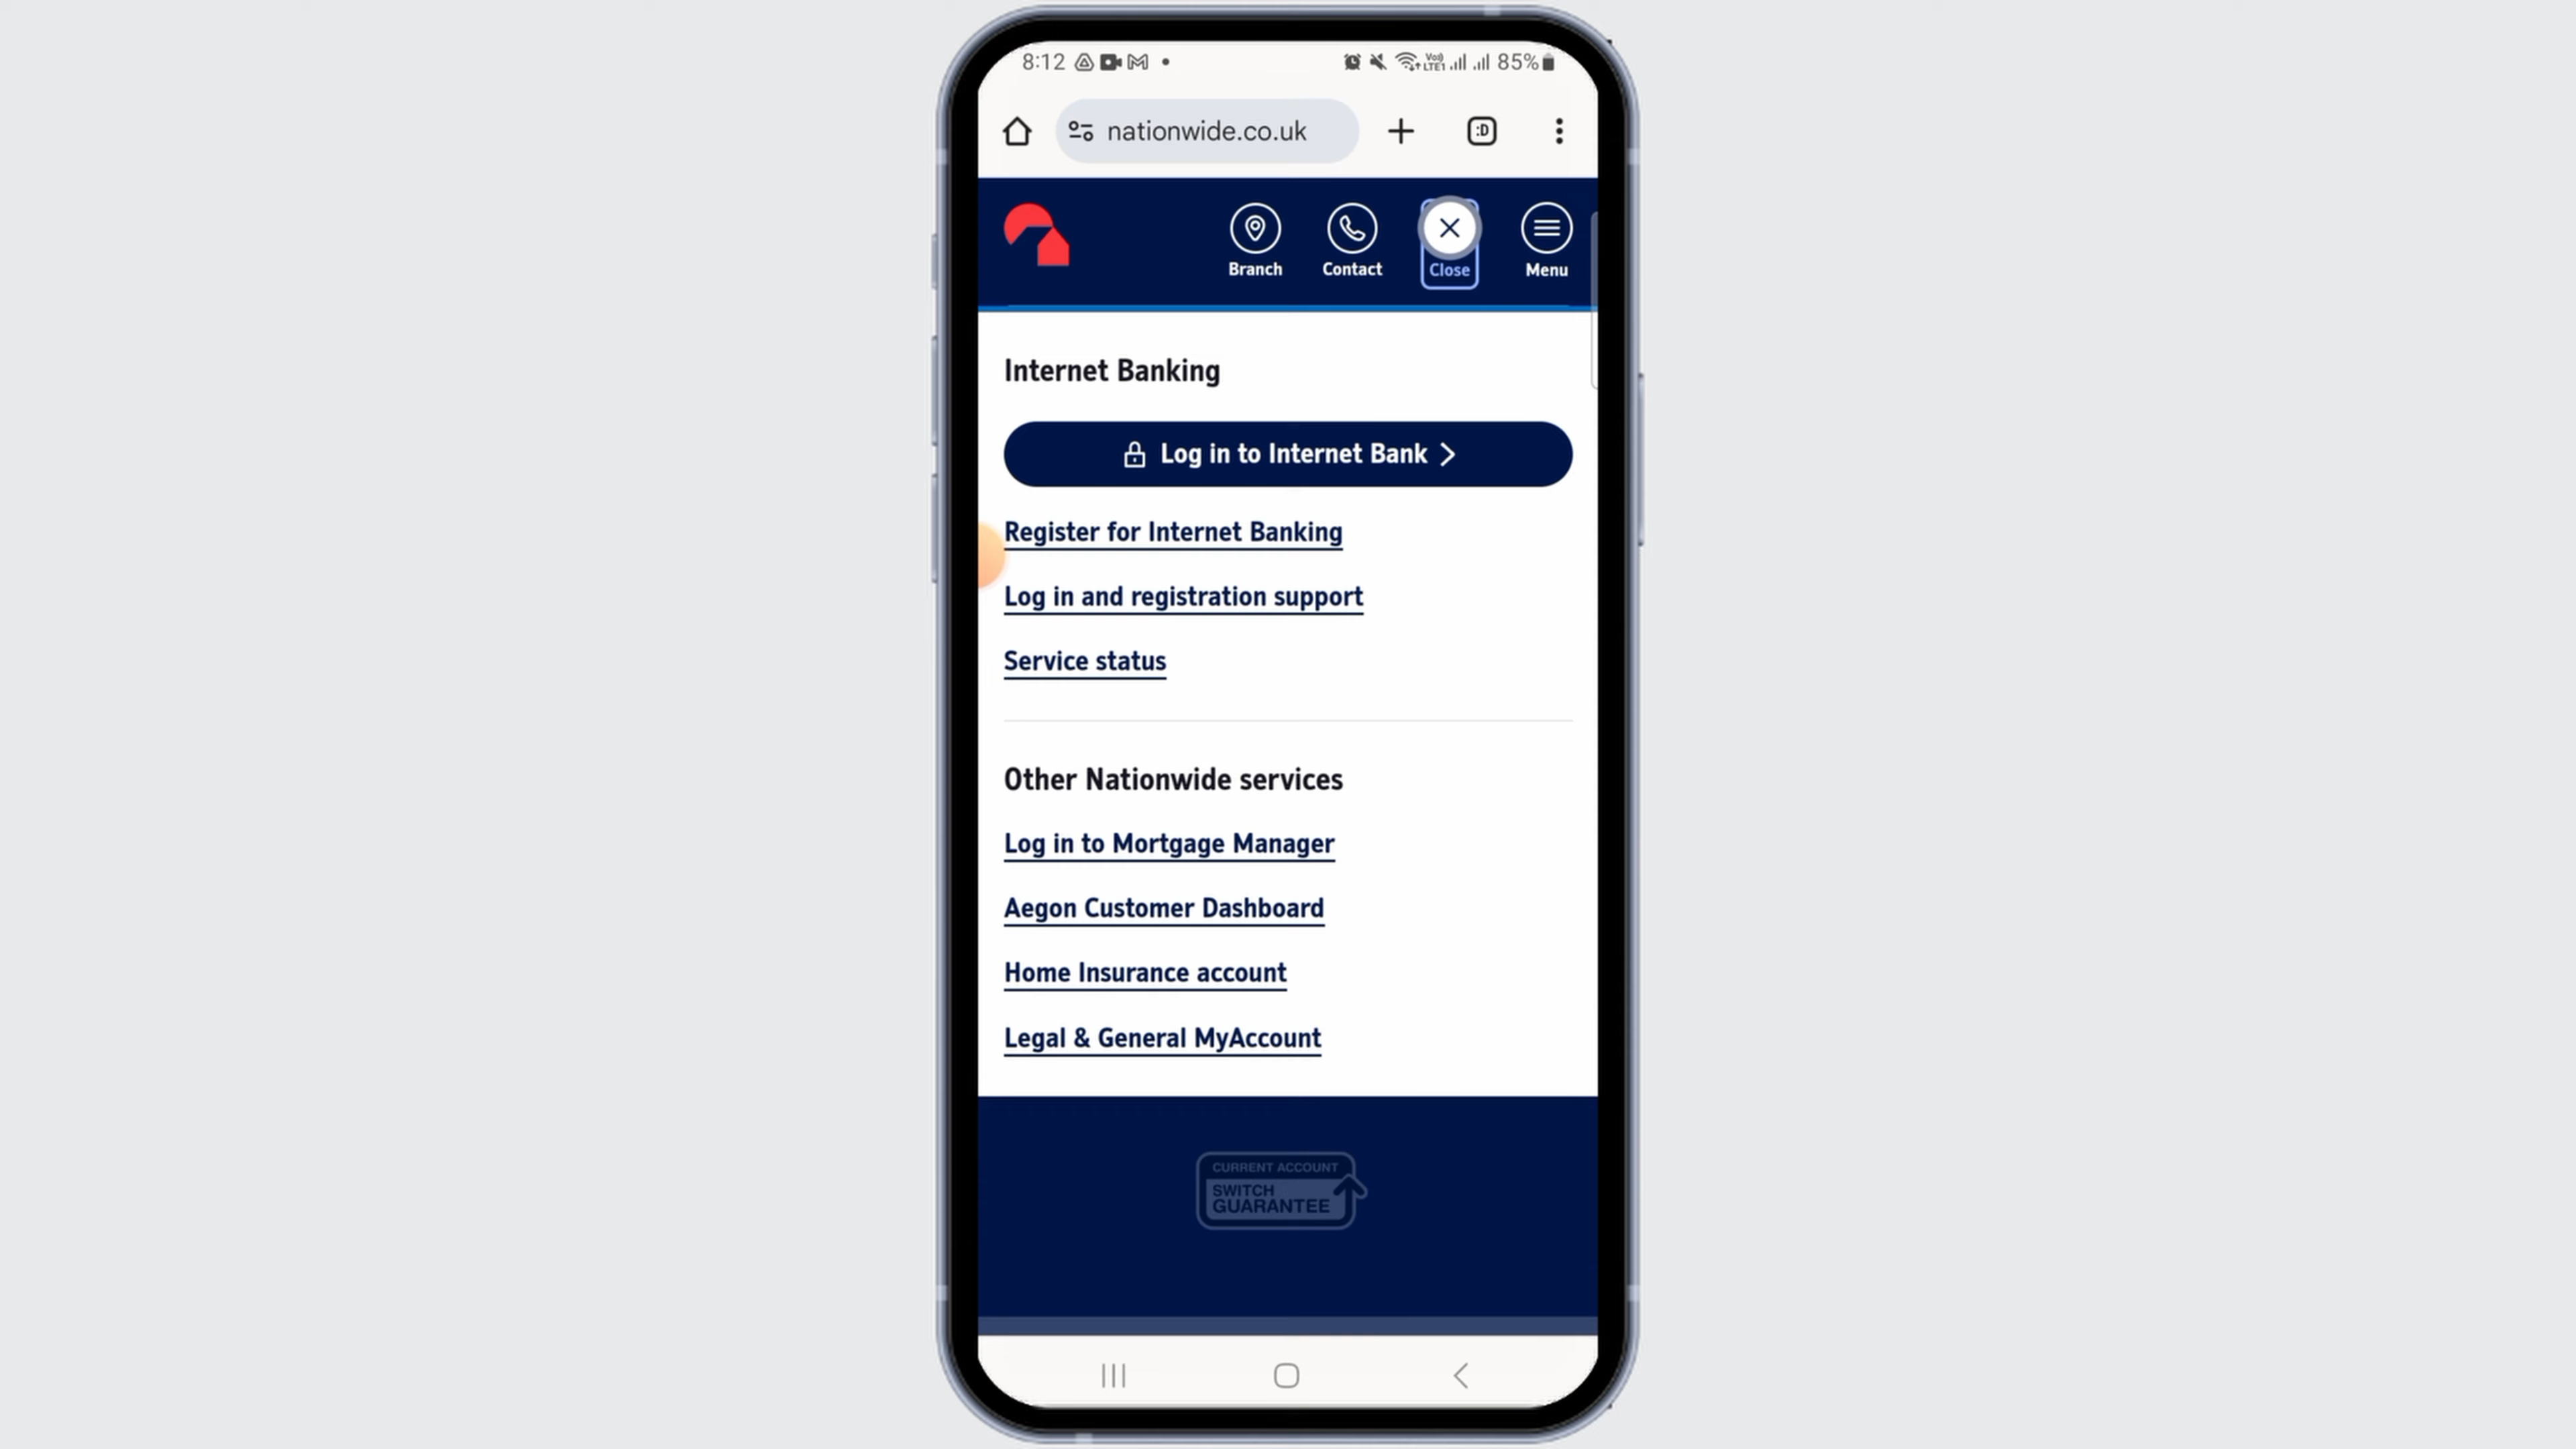 8:12 85%
nationwide.co.uk
Branch Contact Close Menu
Internet Banking
Log in to Internet Bank
Register for Internet Banking
Log in and registration support
Service status
Other Nationwide services
Log in to Mortgage Manager
Aegon Customer Dashboard
Home Insurance account
Legal & General MyAccount
CURRENT ACCOUNT
SWITCH
GUARANTEE